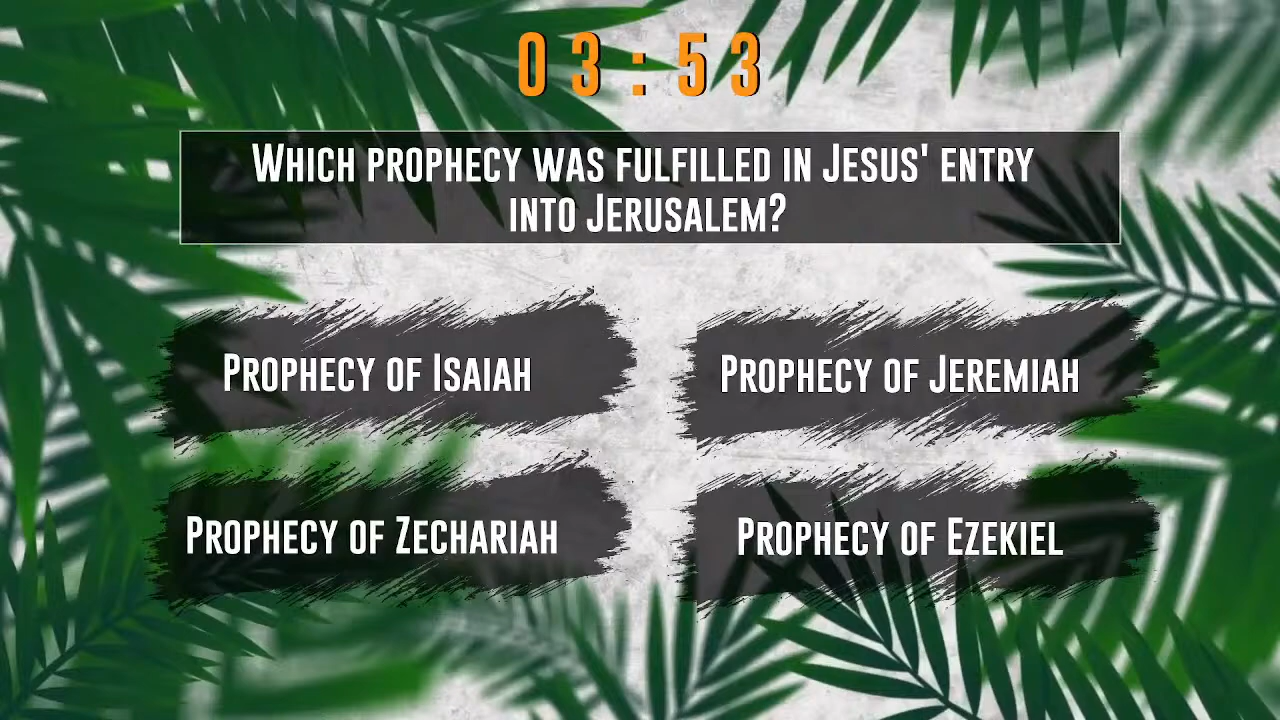 03:53
Which prophecy was fulfilled in Jesus' entry
into Jerusalem?
Prophecy of Isaiah
Prophecy of Jeremiah
Prophecy of Zechariah
Prophecy of Ezekiel